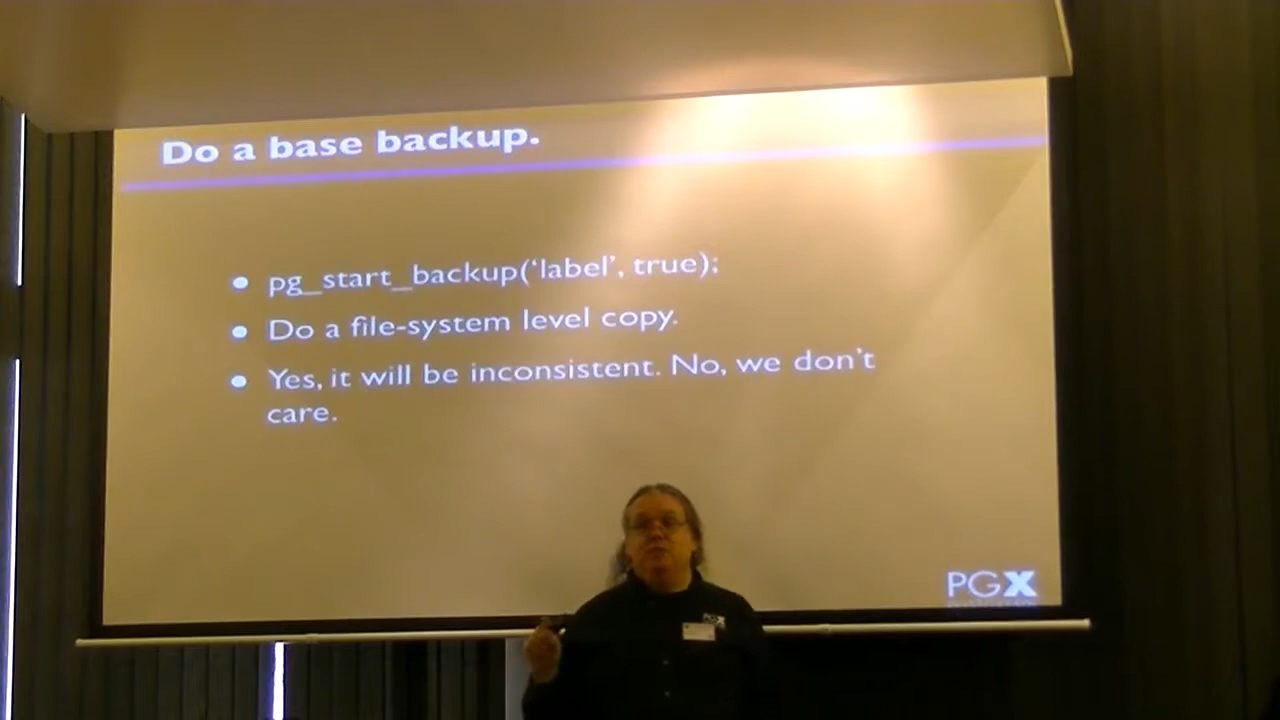 Do a base backup.
pg_start_backup(‘label’, true);
Do a file-system level copy.
Yes, it will be inconsistent. No, we don’t
care.
PGX
PGX